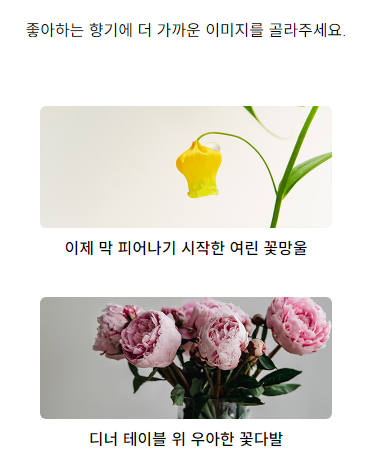 좋아하는 향기에 더 가까운 이미지를 골라주세요.
이제 막 피어나기 시작한 여린 꽃망울
디너 테이블 위 우아한 꽃다발